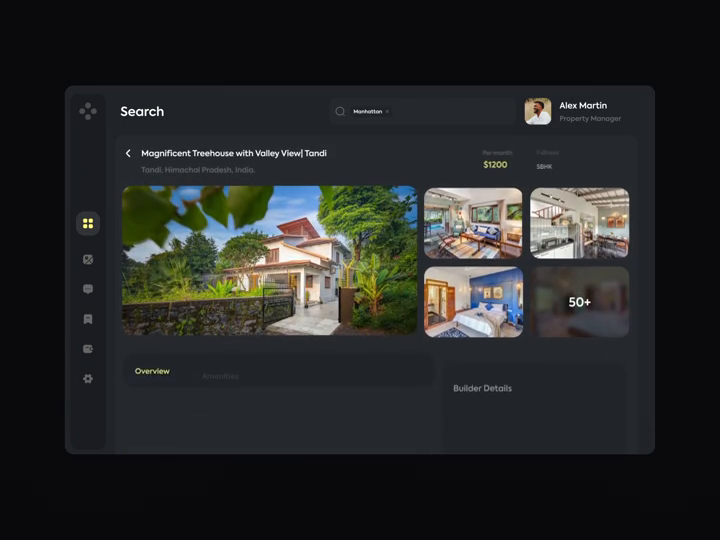 Search
Manhattan
Alex Martin
Property Manager
Magnificent Treehouse with Valley View| Tandi
Tandi, Himachal Pradesh, India.
Per month
$1200
5BHK
50+
Overview
Amenities
Builder Details